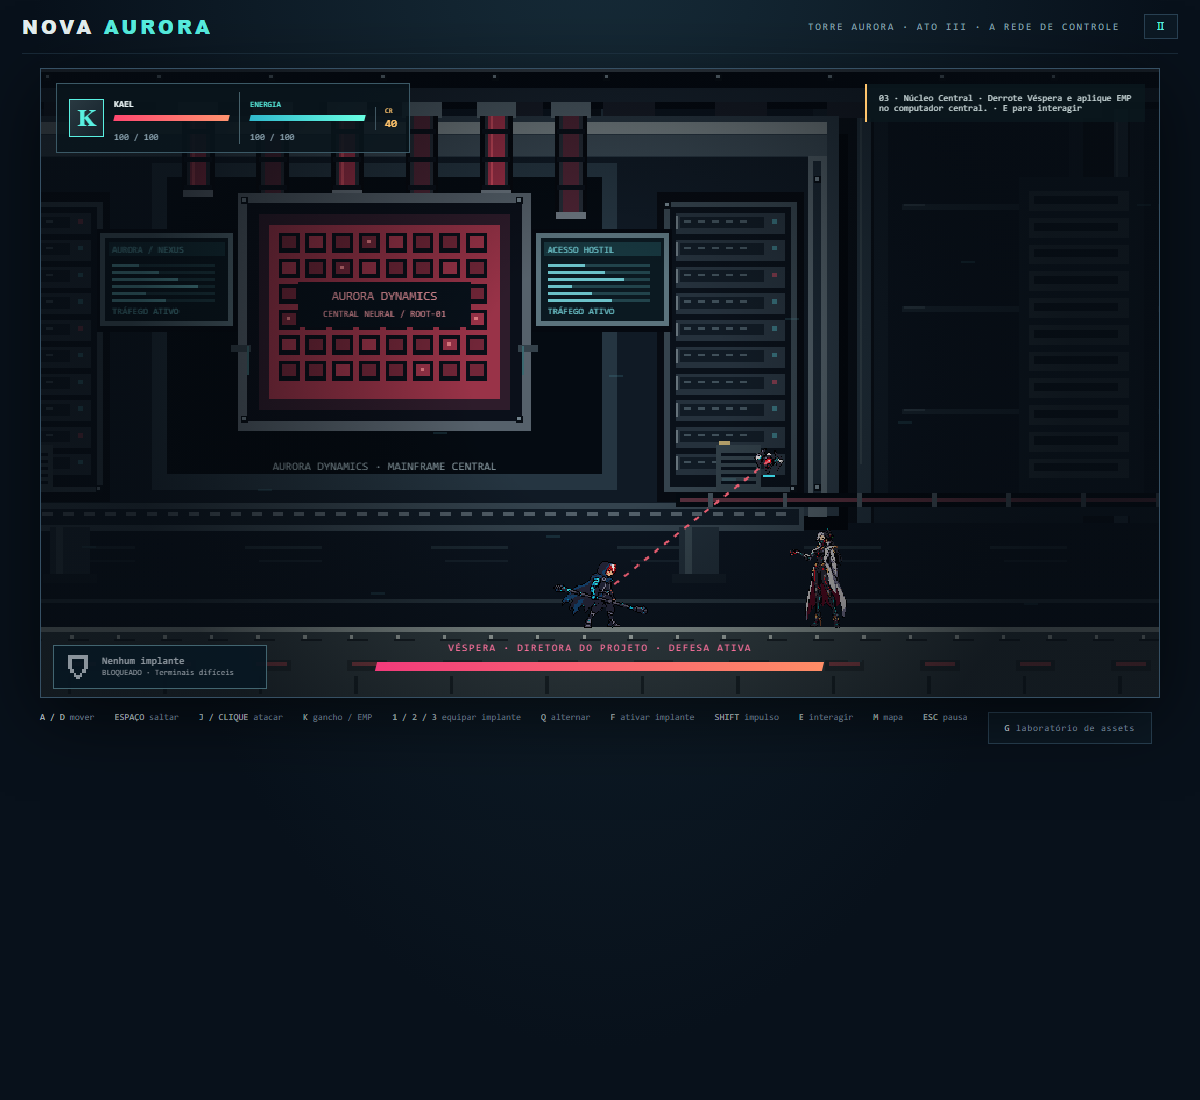 NOVA AURORA
TORRE AURORA · ATO III · A REDE DE CONTROLE
II
K
KAEL
100 / 100
ENERGIA
100 / 100
CR
40
03 · Núcleo Central · Derrote Véspera e aplique EMP
no computador central. · E para interagir
AURORA / NEXUS
TRÁFEGO ATIVO
AURORA DYNAMICS
CENTRAL NEURAL / ROOT-01
ACESSO HOSTIL
TRÁFEGO ATIVO
AURORA DYNAMICS · MAINFRAME CENTRAL
VÉSPERA · DIRETORA DO PROJETO · DEFESA ATIVA
Nenhum implante
BLOQUEADO · Terminais difíceis
A / D mover
ESPAÇO saltar
J / CLIQUE atacar
K gancho / EMP
1 / 2 / 3 equipar implante
Q alternar
F ativar implante
SHIFT impulso
E interagir
M mapa
ESC pausa
G laboratório de assets